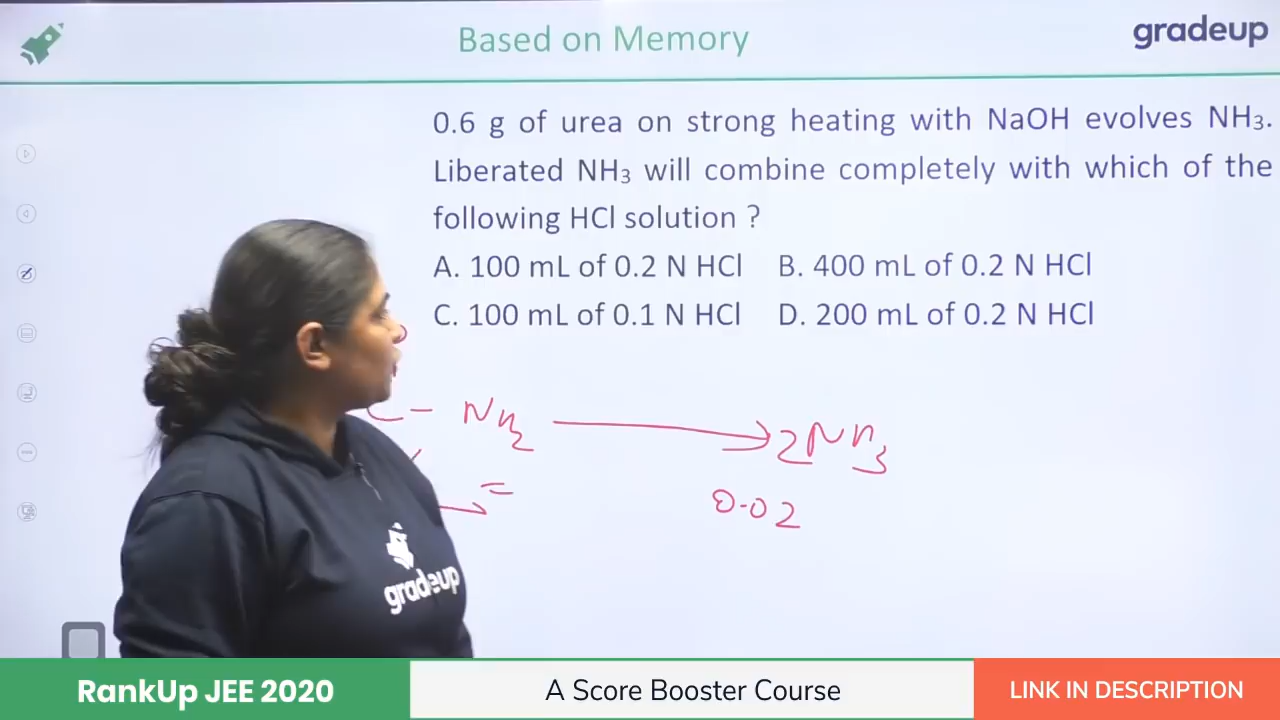 Based on Memory
gradeup
0.6 g of urea on strong heating with NaOH evolves NH₃.
Liberated NH₃ will combine completely with which of the
following HCl solution ?
A. 100 mL of 0.2 N HCl B. 400 mL of 0.2 N HCl
C. 100 mL of 0.1 N HCl D. 200 mL of 0.2 N HCl
C - NH₂ → 2NH₃
=
0.02
gradeup
RankUp JEE 2020
A Score Booster Course
LINK IN DESCRIPTION